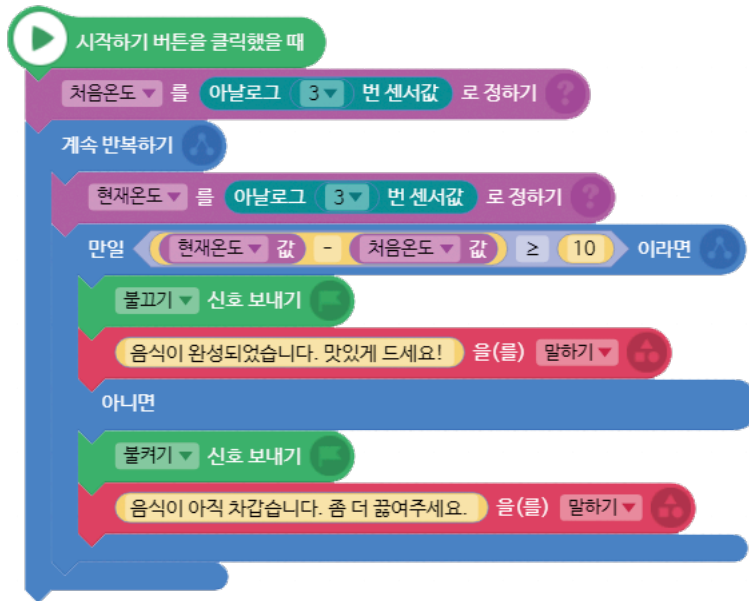 시작하기 버튼을 클릭했을 때
처음온도 ▼ 를 아날로그 3 ▼ 번 센서값 로 정하기 ?
계속 반복하기
현재온도 ▼ 를 아날로그 3 ▼ 번 센서값 로 정하기 ?
만일 현재온도 ▼ 값 - 처음온도 ▼ 값 ≥ 10 이라면
불끄기 ▼ 신호 보내기
음식이 완성되었습니다. 맛있게 드세요! 을(를) 말하기 ▼
아니면
불켜기 ▼ 신호 보내기
음식이 아직 차갑습니다. 좀 더 끓여주세요. 을(를) 말하기 ▼